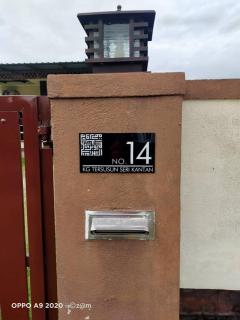 NO. 14
KG TERSUSUN SERI KANTAN
OPPO A9 2020